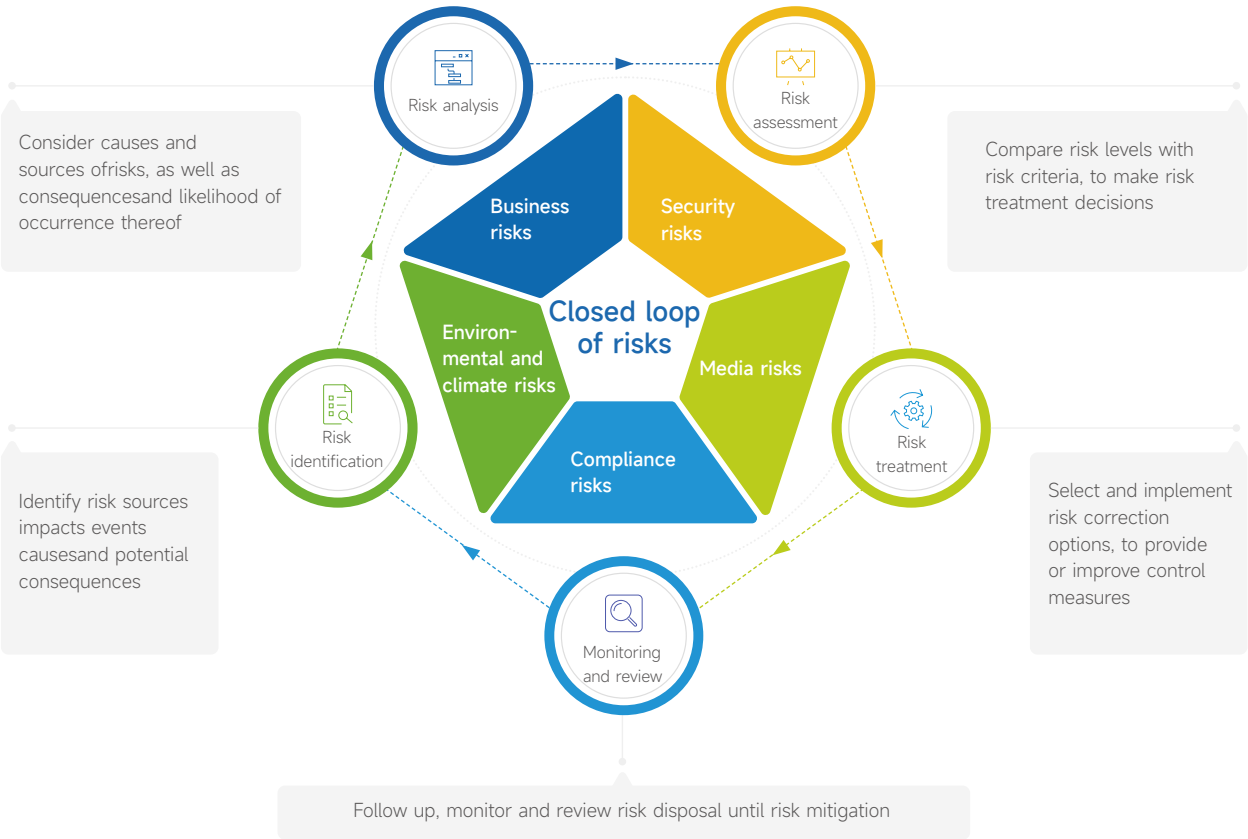 Risk analysis
Risk
assessment
Consider causes and
sources ofrisks, as well as
consequencesand likelihood of
occurrence thereof
Compare risk levels with
risk criteria, to make risk
treatment decisions
Business
risks
Security
risks
Closed loop
of risks
Environ-
mental and
climate risks
Media risks
Compliance
risks
Risk
identification
Risk
treatment
Identify risk sources
impacts events
causesand potential
consequences
Select and implement
risk correction
options, to provide
or improve control
measures
Monitoring
and review
Follow up, monitor and review risk disposal until risk mitigation